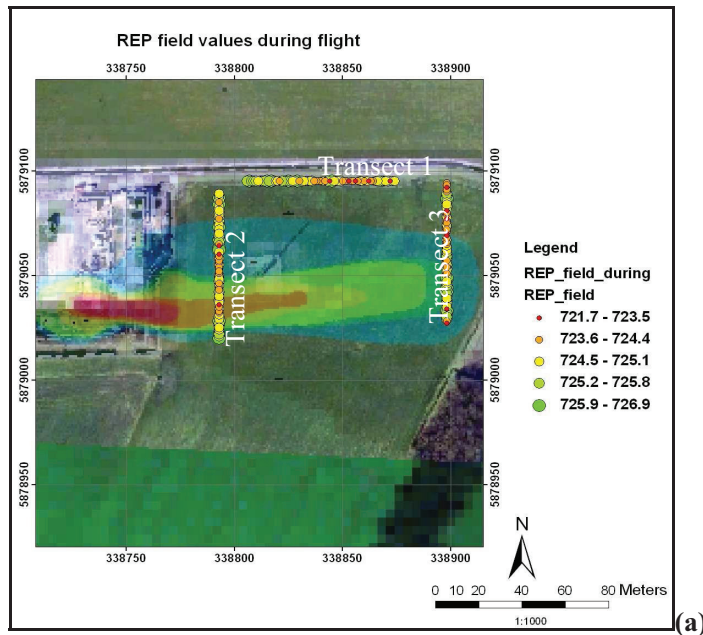 REP field values during flight
338750 338800 338850 338900
5879100 5879100
Transect 1
Transect 2
Transect 3
5879050 5879050
5879000 5879000
5878950 5878950
338750 338800 338850 338900
Legend
REP_field_during
REP_field
721.7 - 723.5
723.6 - 724.4
724.5 - 725.1
725.2 - 725.8
725.9 - 726.9
N
0 10 20 40 60 80 Meters
1:1000
(a)